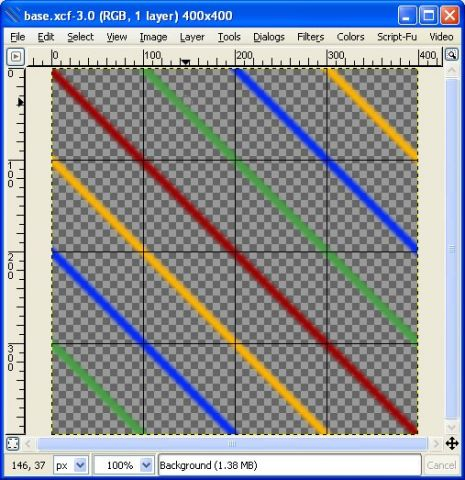 base.xcf-3.0 (RGB, 1 layer) 400x400
File Edit Select View Image Layer Tools Dialogs Filters Colors Script-Fu Video
0 100 200 300 400
0
100
200
300
146, 37 px 100% Background (1.38 MB) Cancel